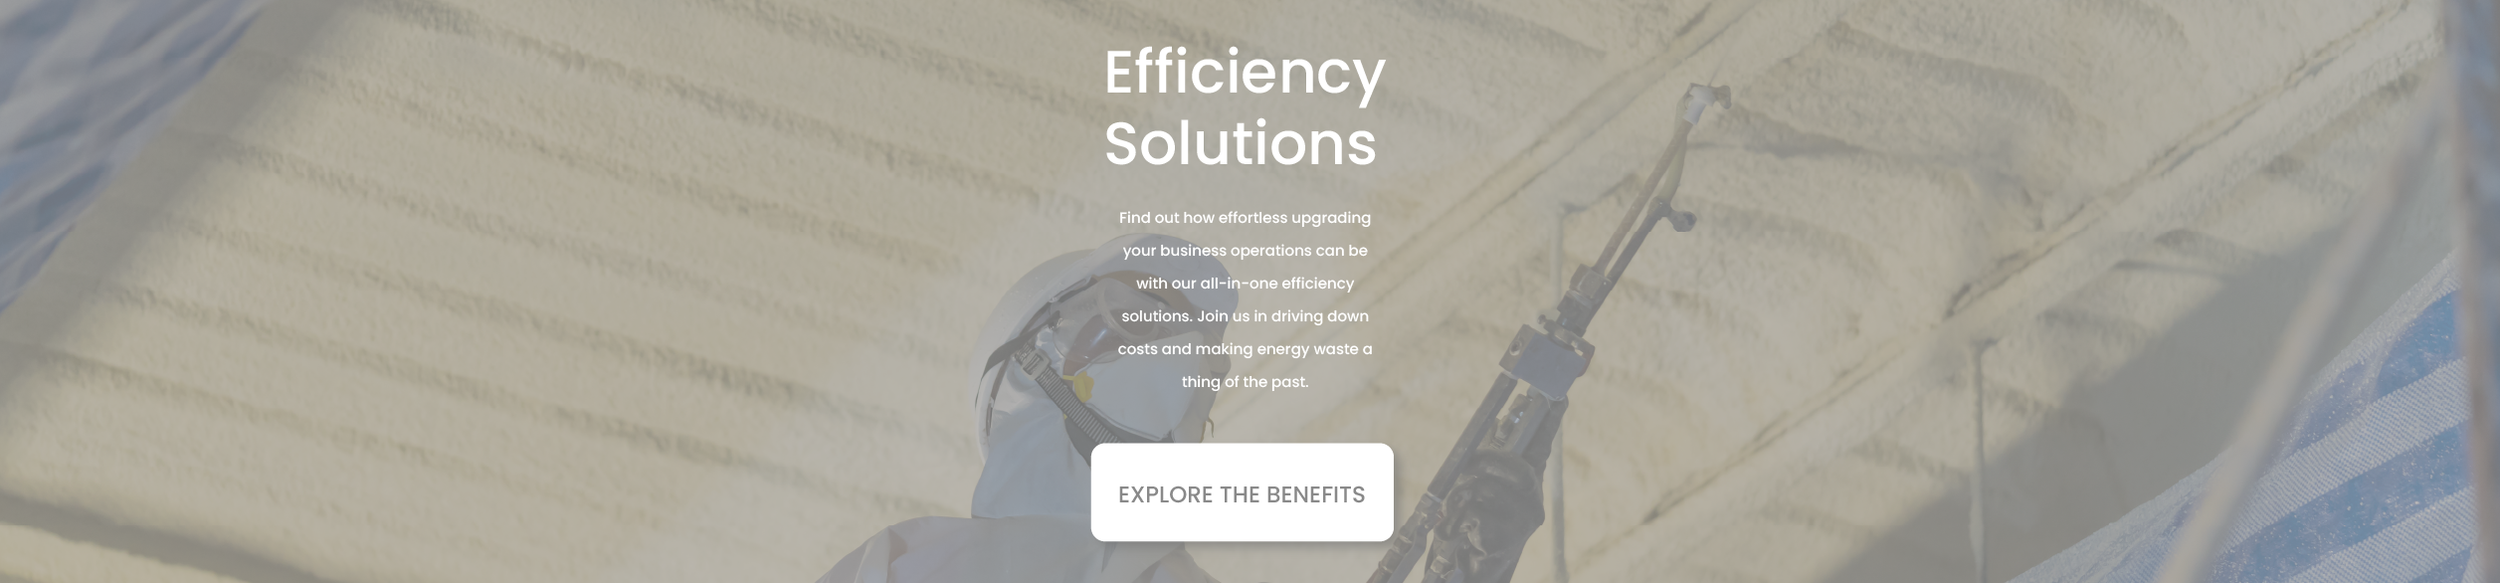 Efficiency
Solutions
Find out how effortless upgrading
your business operations can be
with our all-in-one efficiency
solutions. Join us in driving down
costs and making energy waste a
thing of the past.
EXPLORE THE BENEFITS